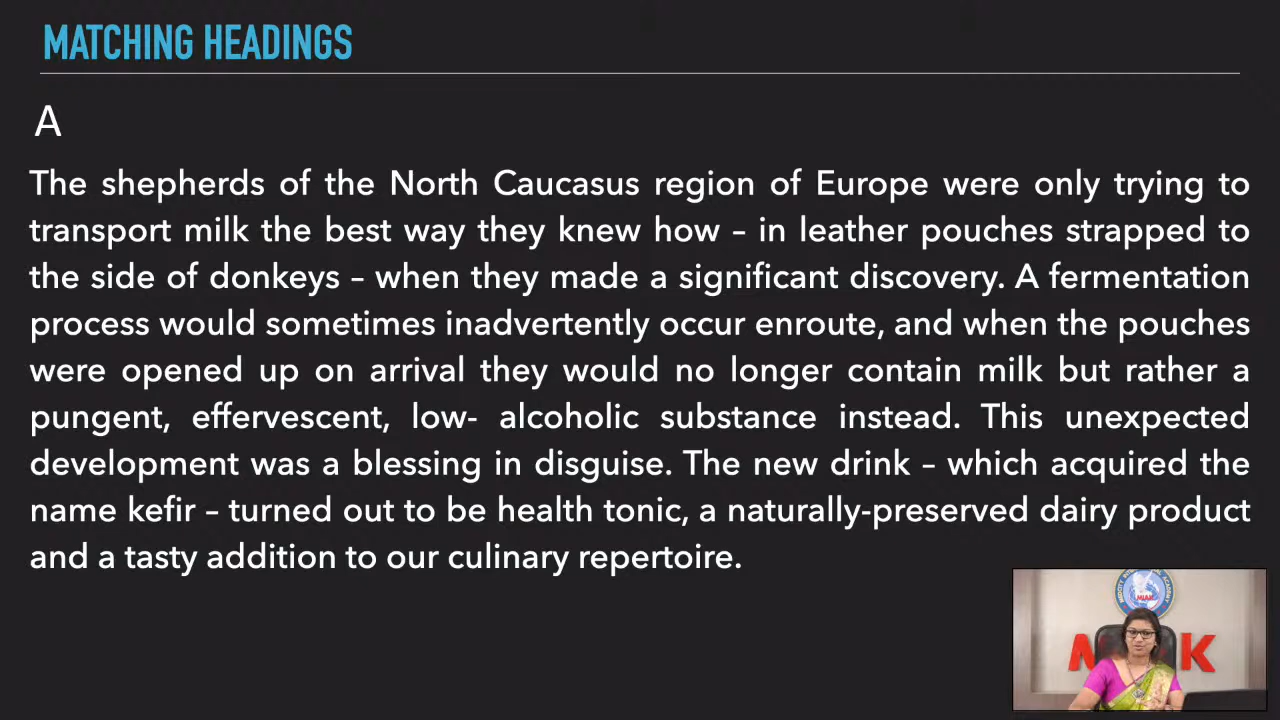 MATCHING HEADINGS
A
The shepherds of the North Caucasus region of Europe were only trying to
transport milk the best way they knew how – in leather pouches strapped to
the side of donkeys – when they made a significant discovery. A fermentation
process would sometimes inadvertently occur enroute, and when the pouches
were opened up on arrival they would no longer contain milk but rather a
pungent, effervescent, low- alcoholic substance instead. This unexpected
development was a blessing in disguise. The new drink – which acquired the
name kefir – turned out to be health tonic, a naturally-preserved dairy product
and a tasty addition to our culinary repertoire.
MIAK